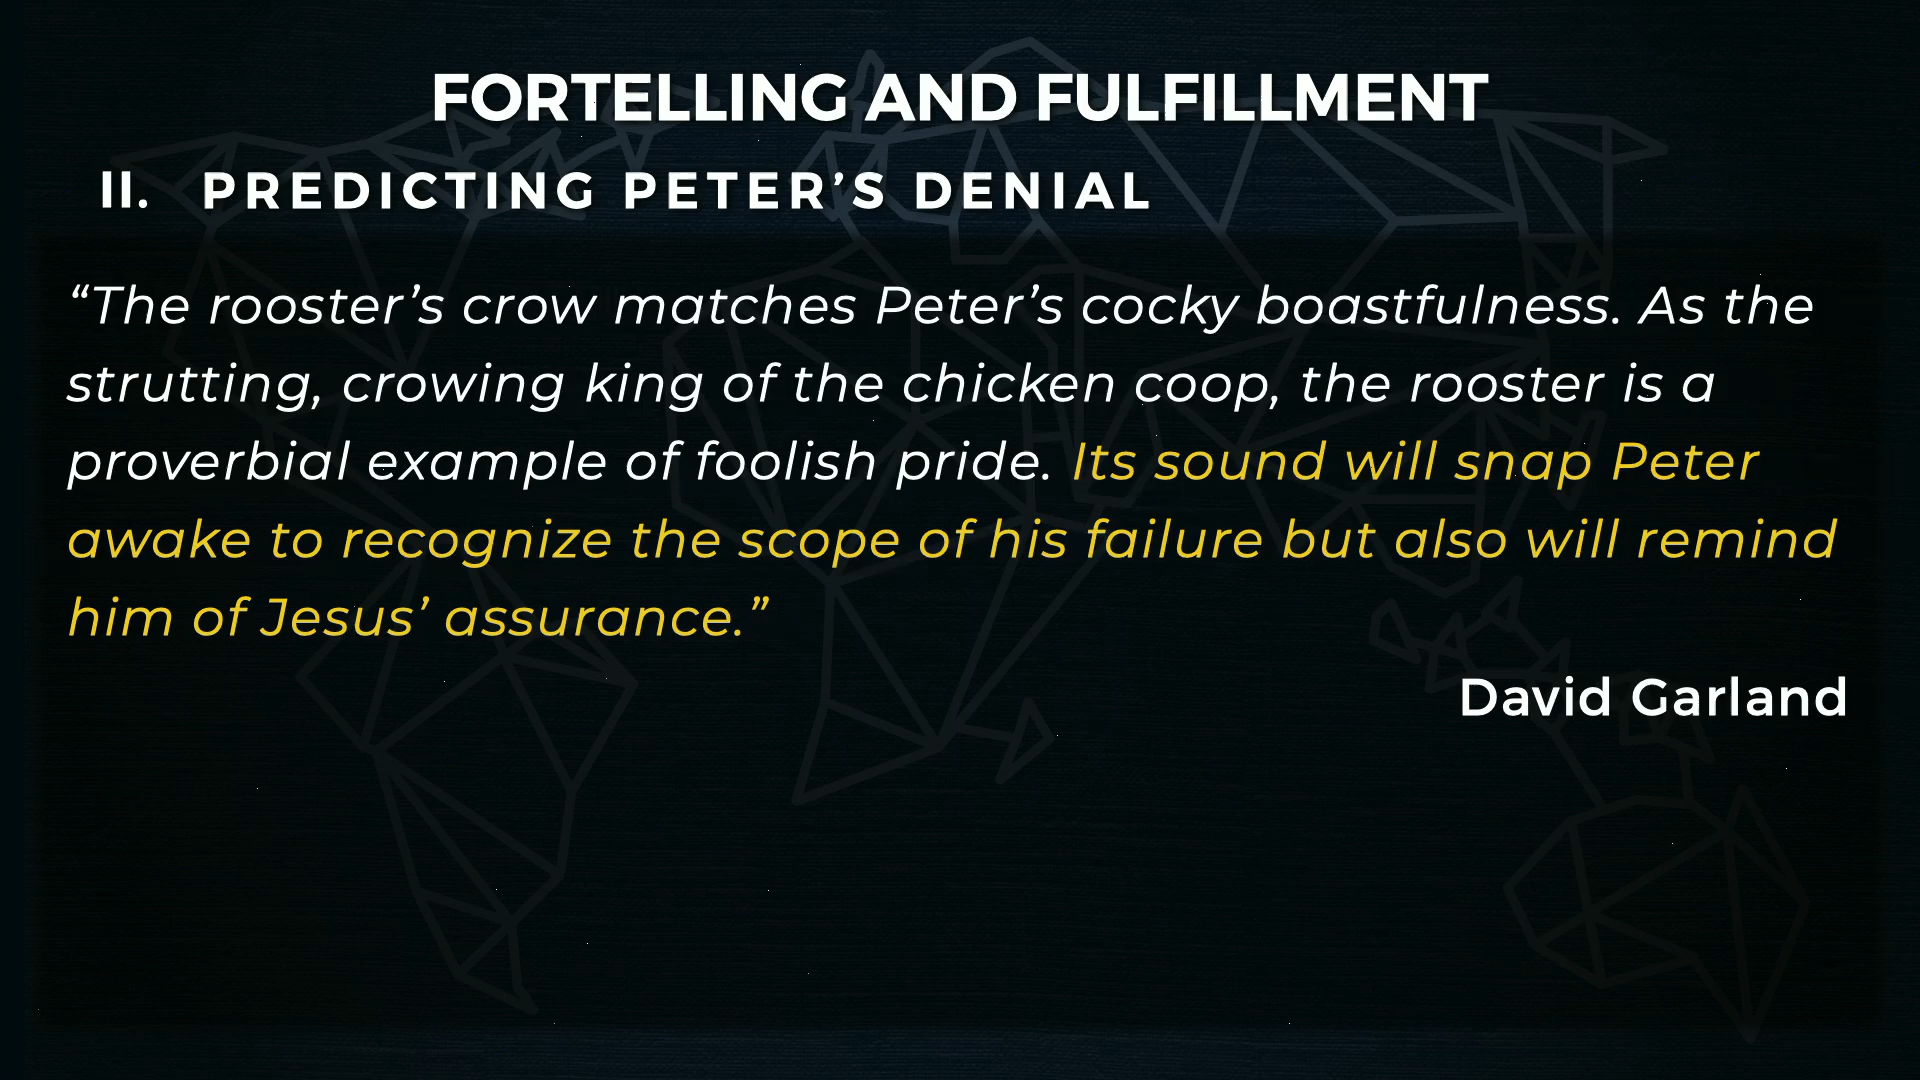 FORTELLING AND FULFILLMENT
II. PREDICTING PETER’S DENIAL
“The rooster’s crow matches Peter’s cocky boastfulness. As the
strutting, crowing king of the chicken coop, the rooster is a
proverbial example of foolish pride. Its sound will snap Peter
awake to recognize the scope of his failure but also will remind
him of Jesus’ assurance.”
David Garland